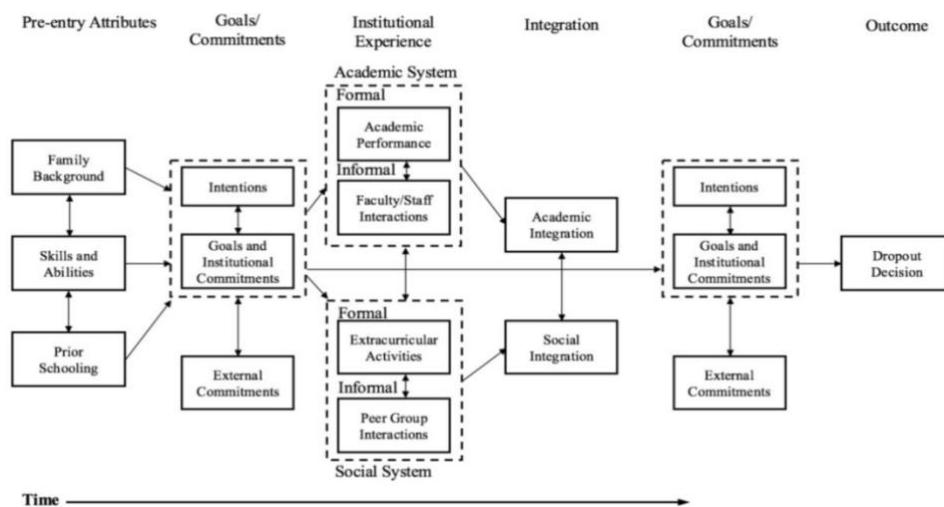 Pre-entry Attributes
Goals/
Commitments
Institutional
Experience
Integration
Goals/
Commitments
Outcome
Academic System
Formal
Academic
Performance
Informal
Faculty/Staff
Interactions
Family
Background
Skills and
Abilities
Prior
Schooling
Intentions
Goals and
Institutional
Commitments
External
Commitments
Formal
Extracurricular
Activities
Informal
Peer Group
Interactions
Social System
Academic
Integration
Social
Integration
Intentions
Goals and
Institutional
Commitments
External
Commitments
Dropout
Decision
Time